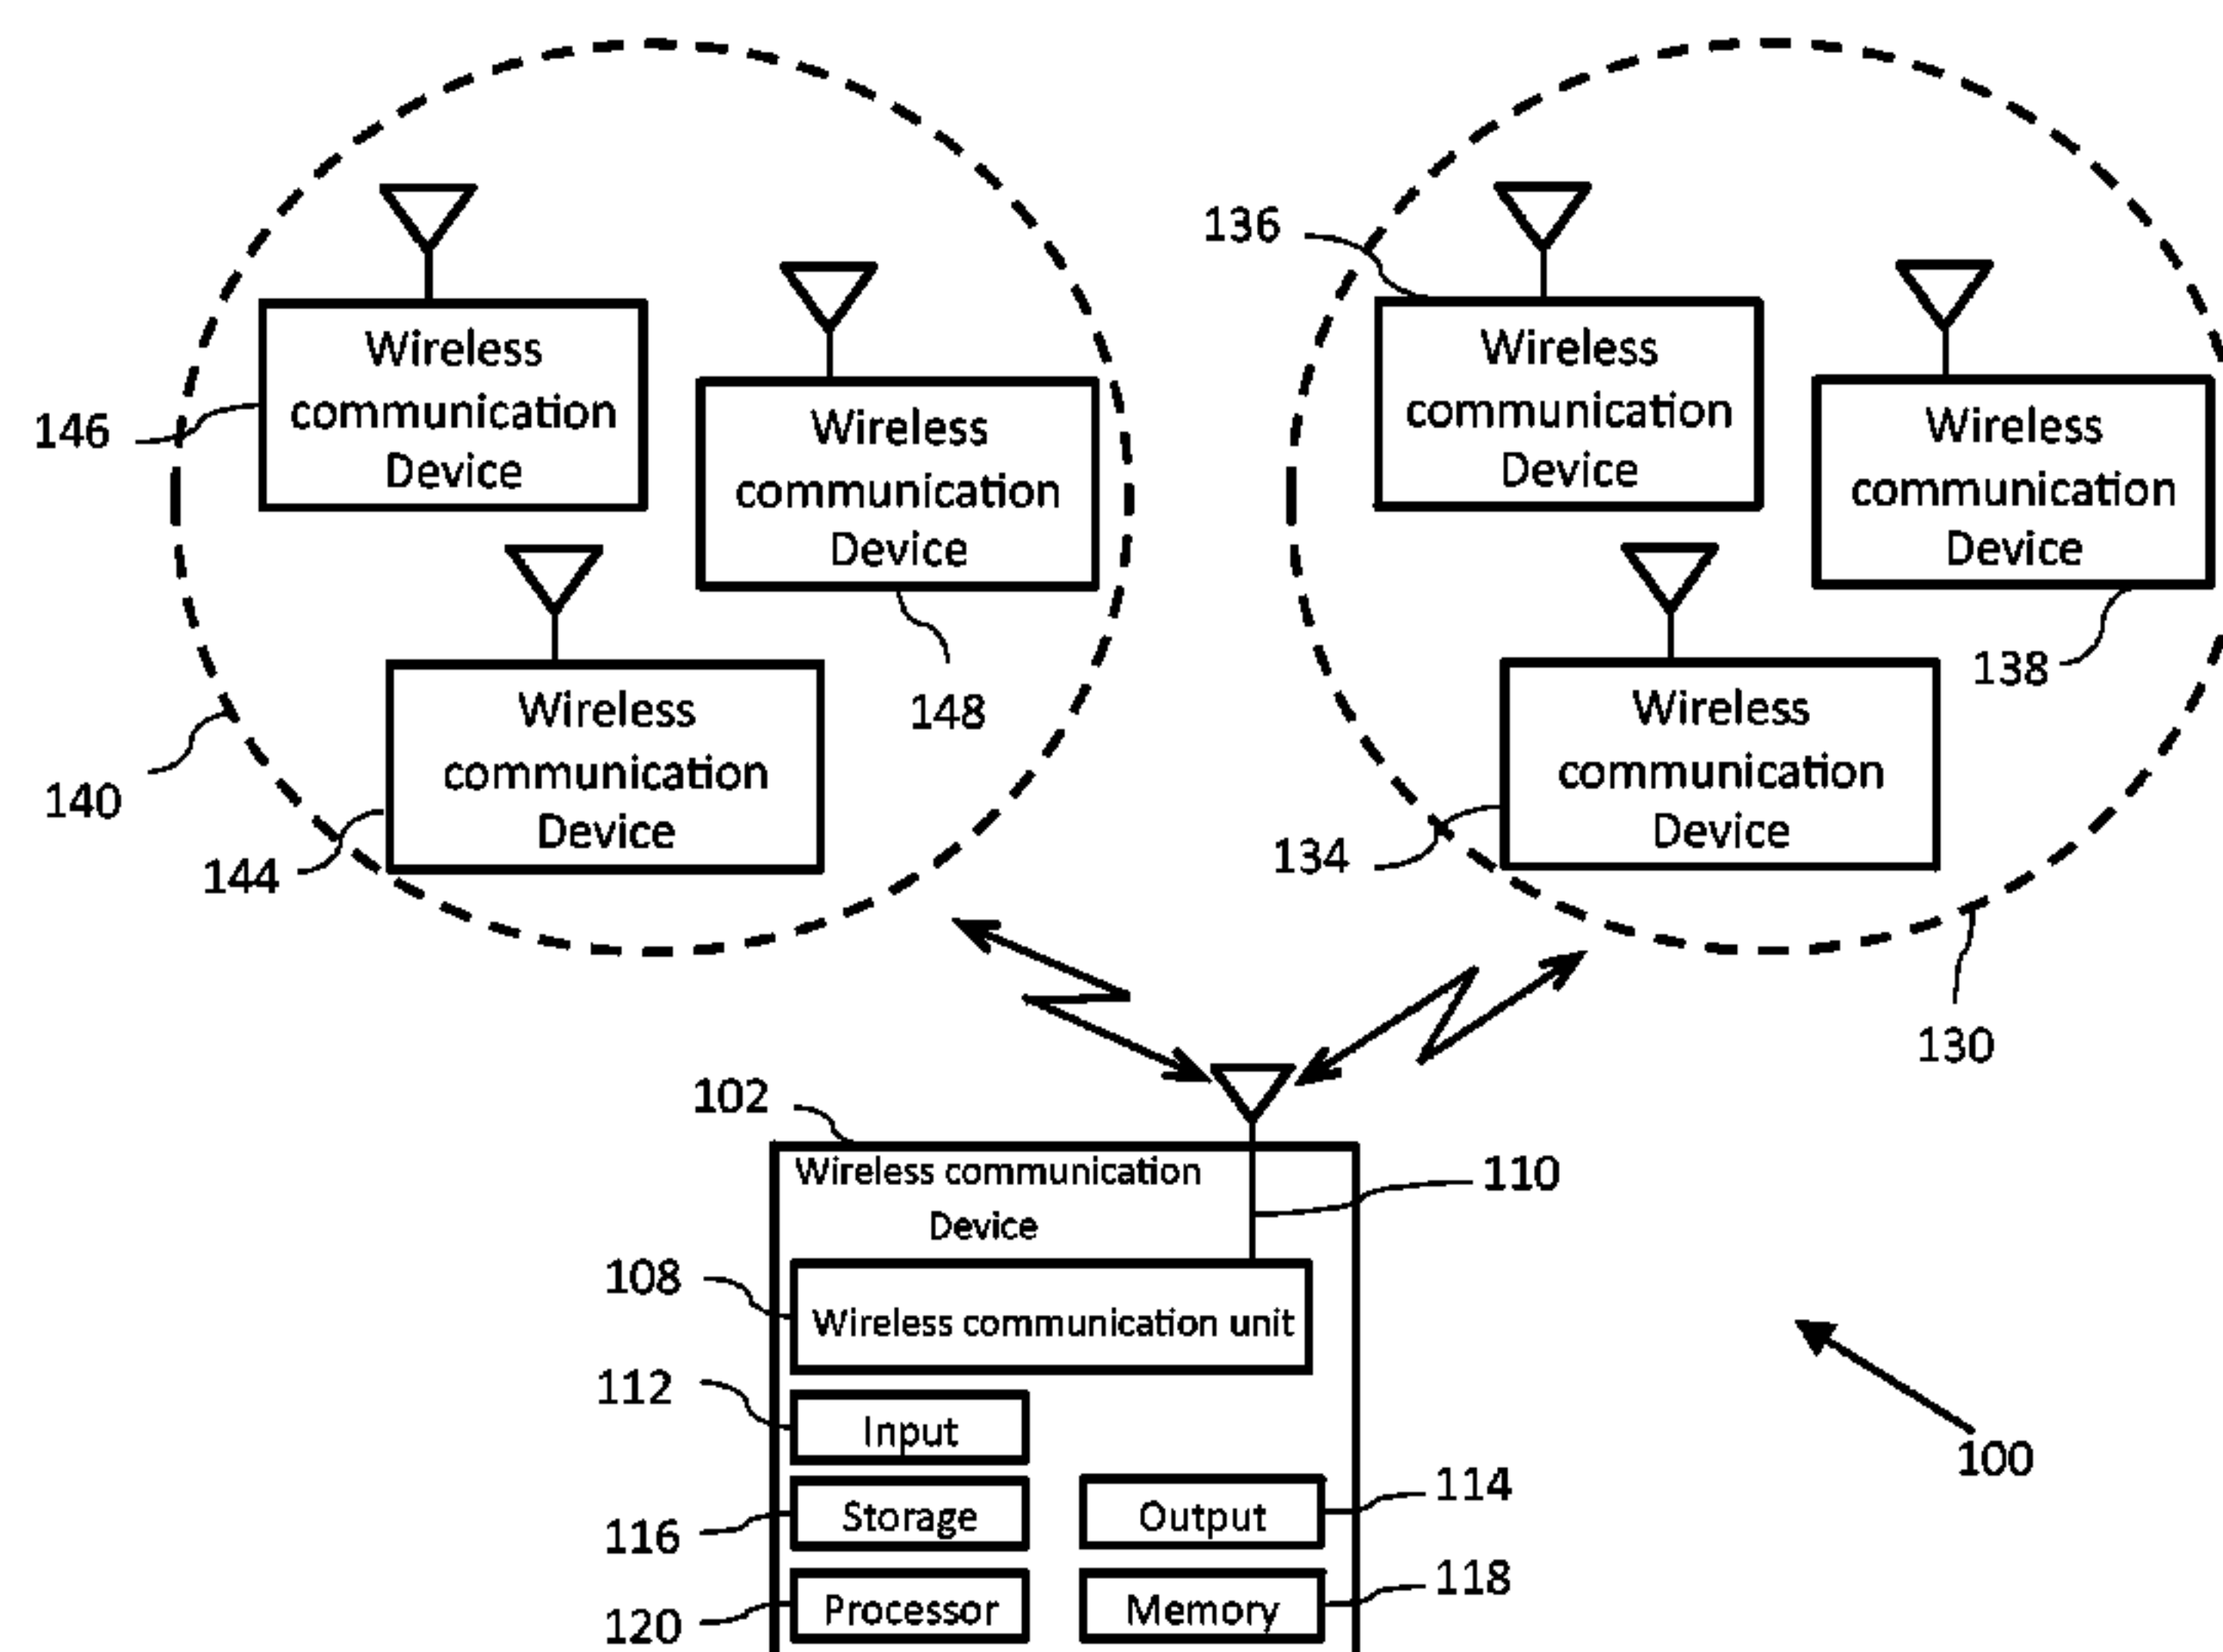 136
Wireless
communication
Device
146
Wireless
communication
Device
148
Wireless
communication
Device
144
140
Wireless
communication
Device
Wireless
communication
Device
138
Wireless
communication
Device
134
130
102
Wireless communication
Device
110
108
Wireless communication unit
112
Input
116
Storage
Output
114
120
Processor
Memory
118
100